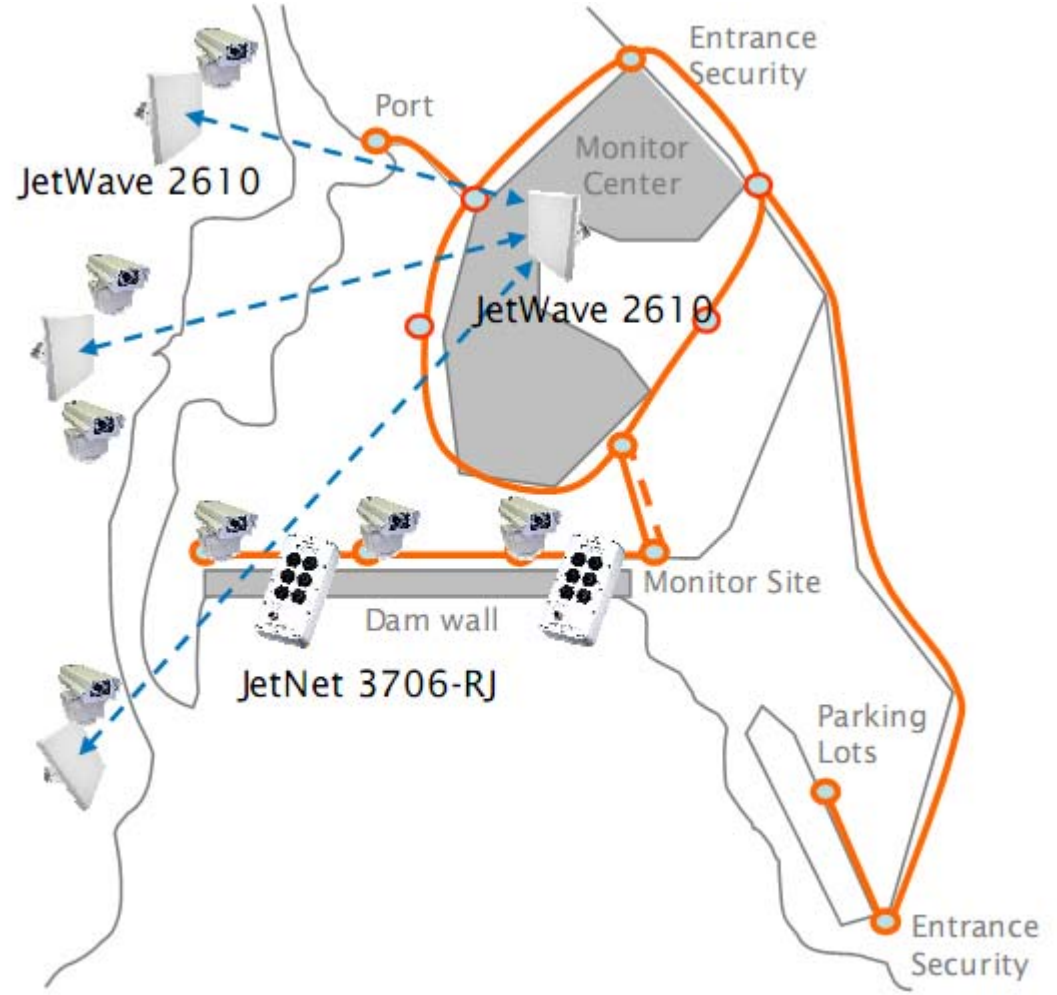 Entrance
Security
Port
Monitor
Center
JetWave 2610
JetWave 2610
Monitor Site
Dam wall
JetNet 3706-RJ
Parking
Lots
Entrance
Security